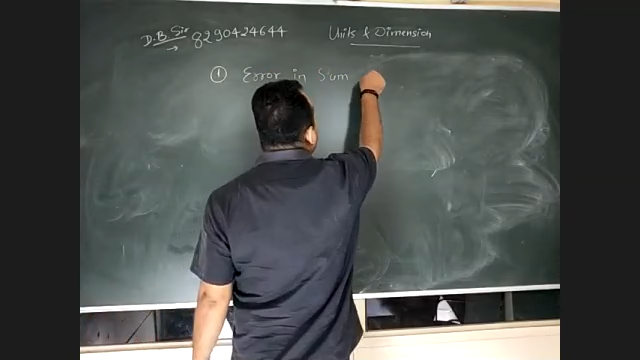 D.B Sir 8290424644
Units & Dimension
① Error in Sum